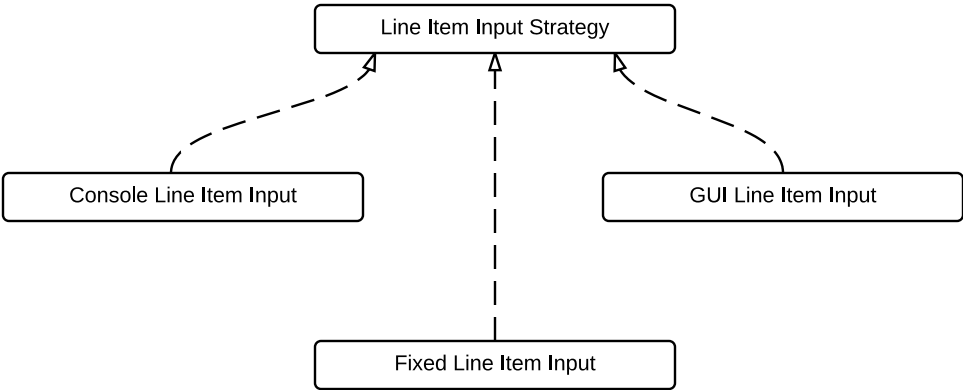 Line Item Input Strategy
Console Line Item Input
GUI Line Item Input
Fixed Line Item Input